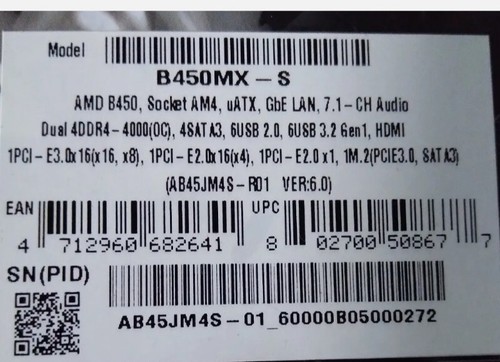 Model
B450MX-S
AMD B450, Socket AM4, uATX, GbE LAN, 7.1-CH Audio
Dual 4DDR4-4000(OC), 4SATA3, 6USB 2.0, 6USB 3.2 Gen1, HDMI
1PCI-E3.0x16(x16, x8), 1PCI-E2.0x16(x4), 1PCI-E2.0 x1, 1M.2(PCIE3.0, SATA3)
(AB45JM4S-R01 VER:6.0)
EAN UPC
4 712960 682641 8 02700 50867 7
SN(PID)
AB45JM4S-01_60000B05000272